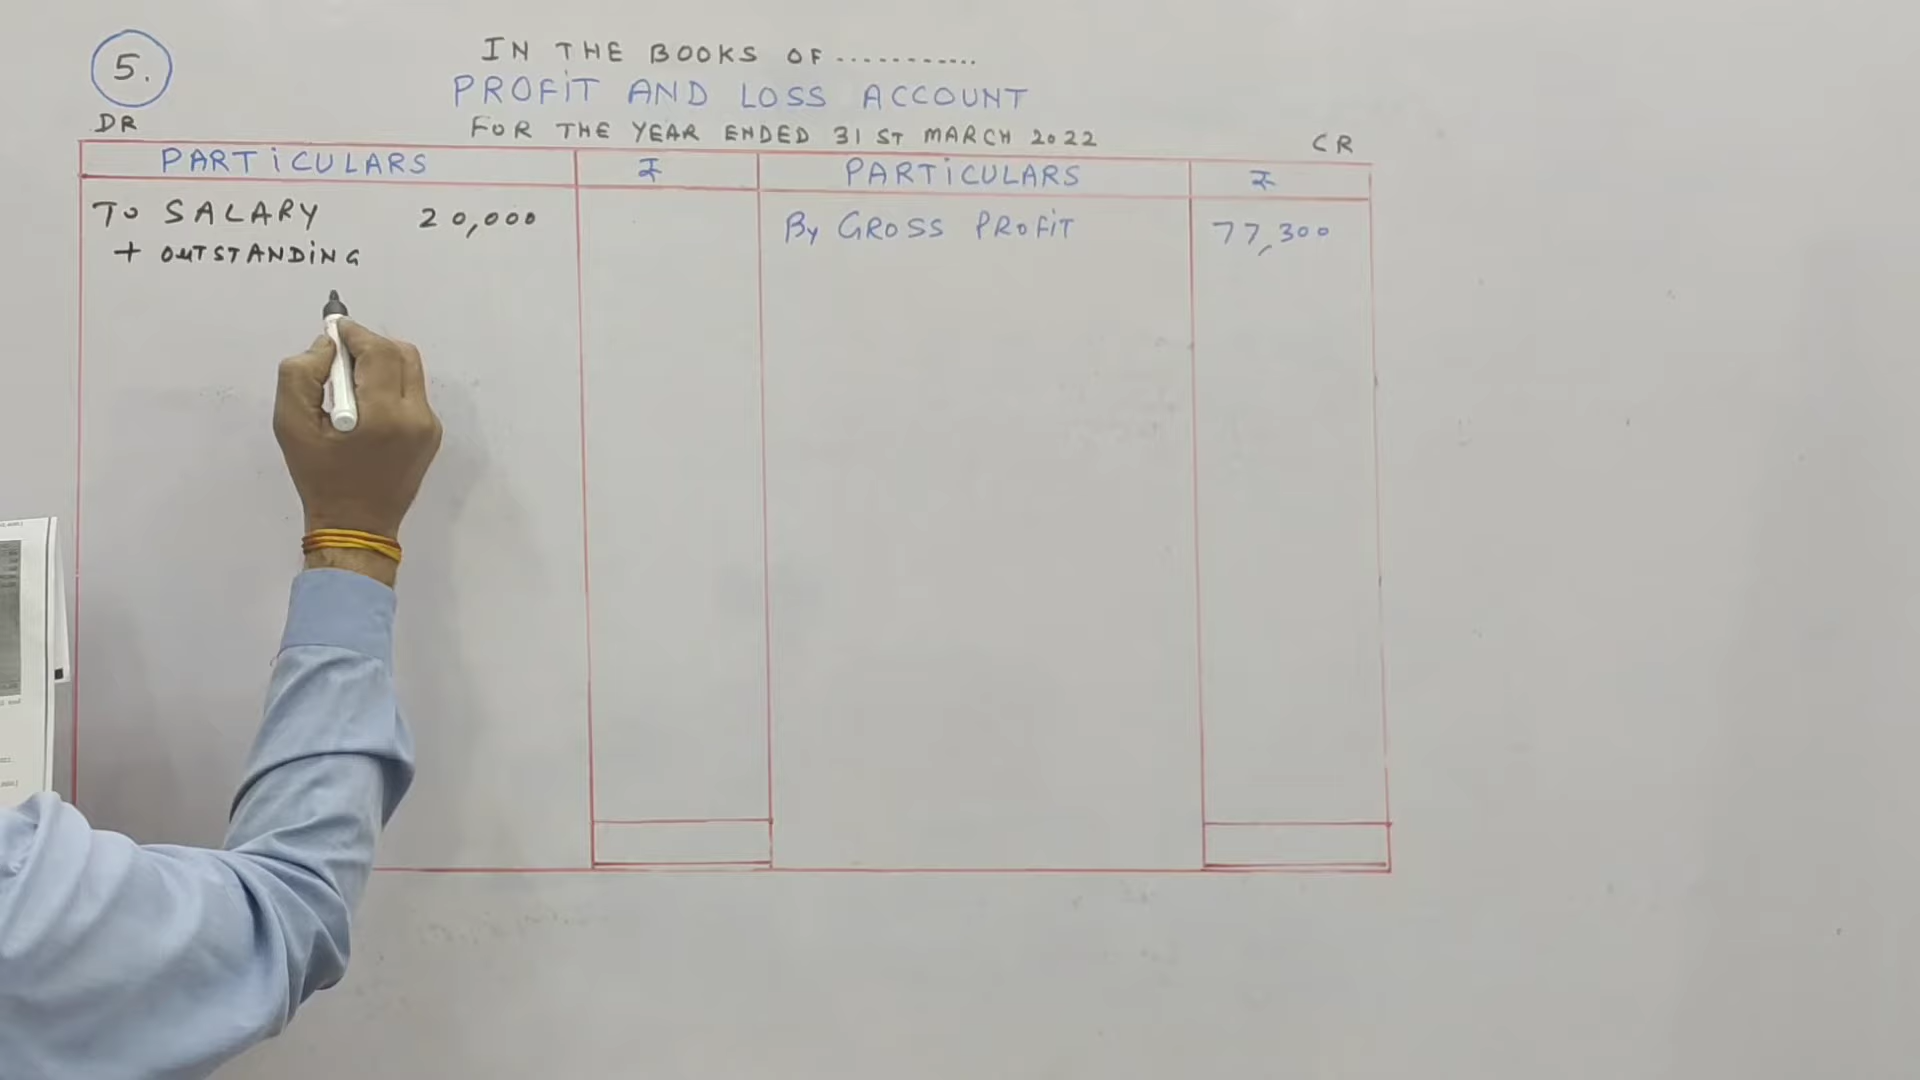 5.
IN THE BOOKS OF ...........
PROFIT AND LOSS ACCOUNT
FOR THE YEAR ENDED 31 ST MARCH 2022
DR
CR
PARTICULARS ₹ PARTICULARS ₹
To SALARY 20,000
+ OUTSTANDING
By GROSS PROFIT 77,300